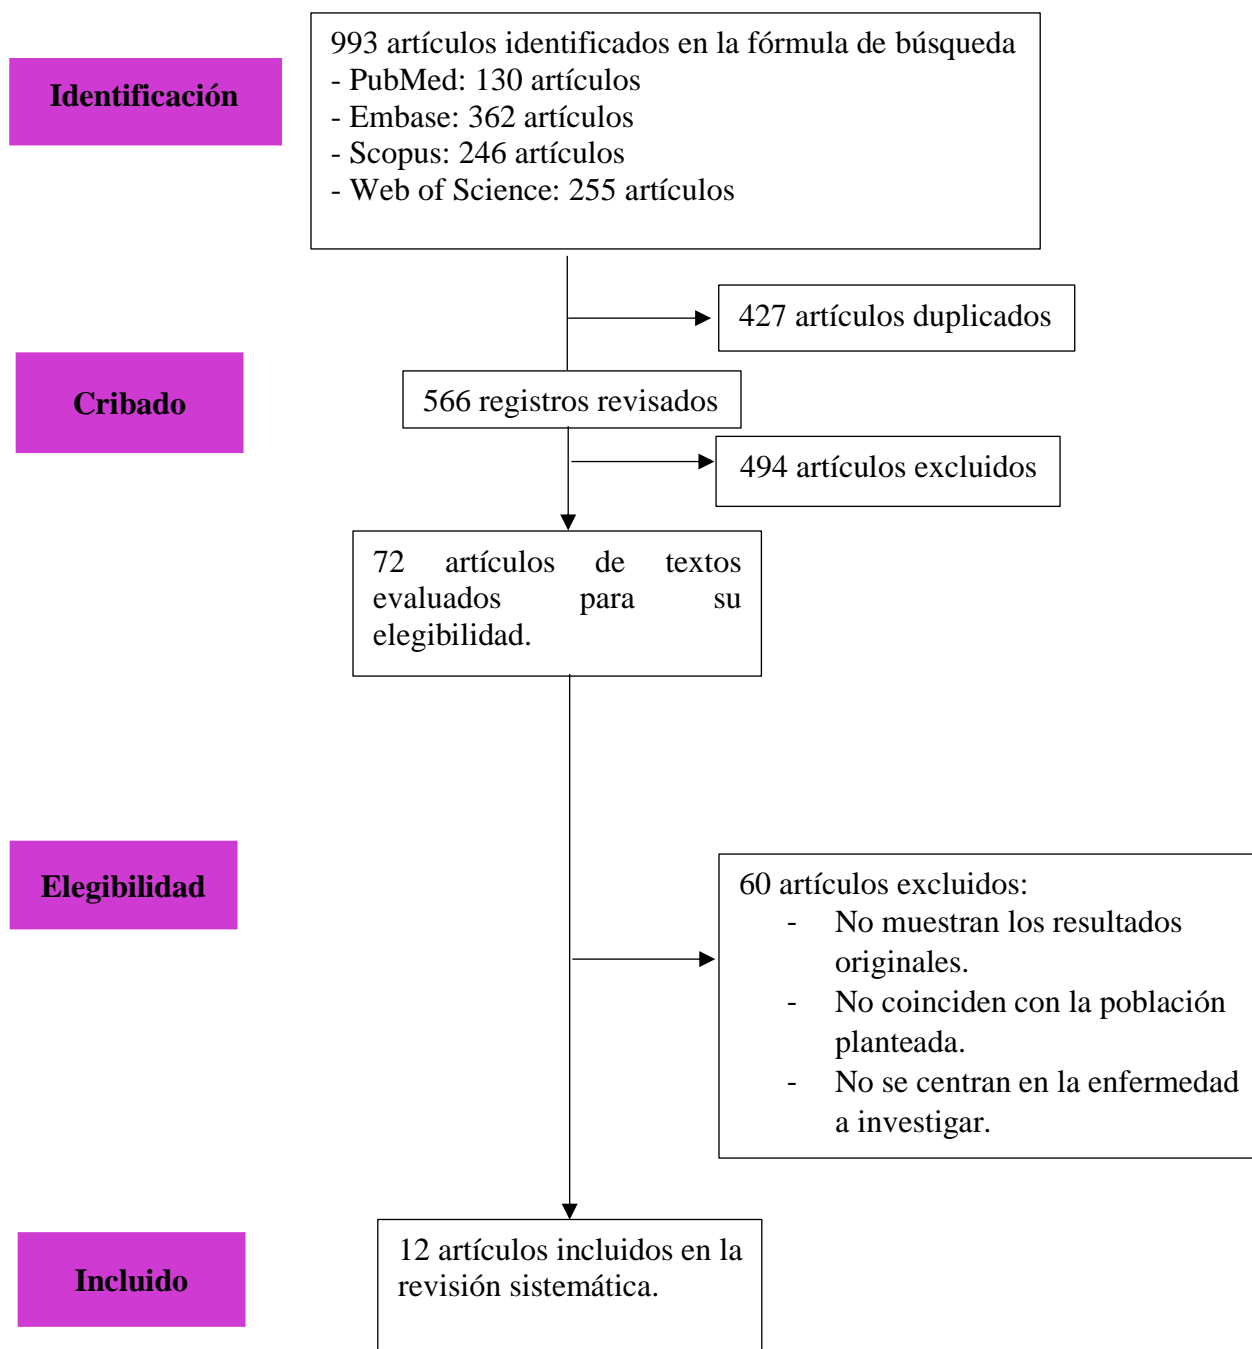 Identificación
993 artículos identificados en la fórmula de búsqueda
- PubMed: 130 artículos
- Embase: 362 artículos
- Scopus: 246 artículos
- Web of Science: 255 artículos
427 artículos duplicados
Cribado
566 registros revisados
494 artículos excluidos
72 artículos de textos
evaluados para su
elegibilidad.
Elegibilidad
60 artículos excluidos:
- No muestran los resultados
originales.
- No coinciden con la población
planteada.
- No se centran en la enfermedad
a investigar.
Incluido
12 artículos incluidos en la
revisión sistemática.